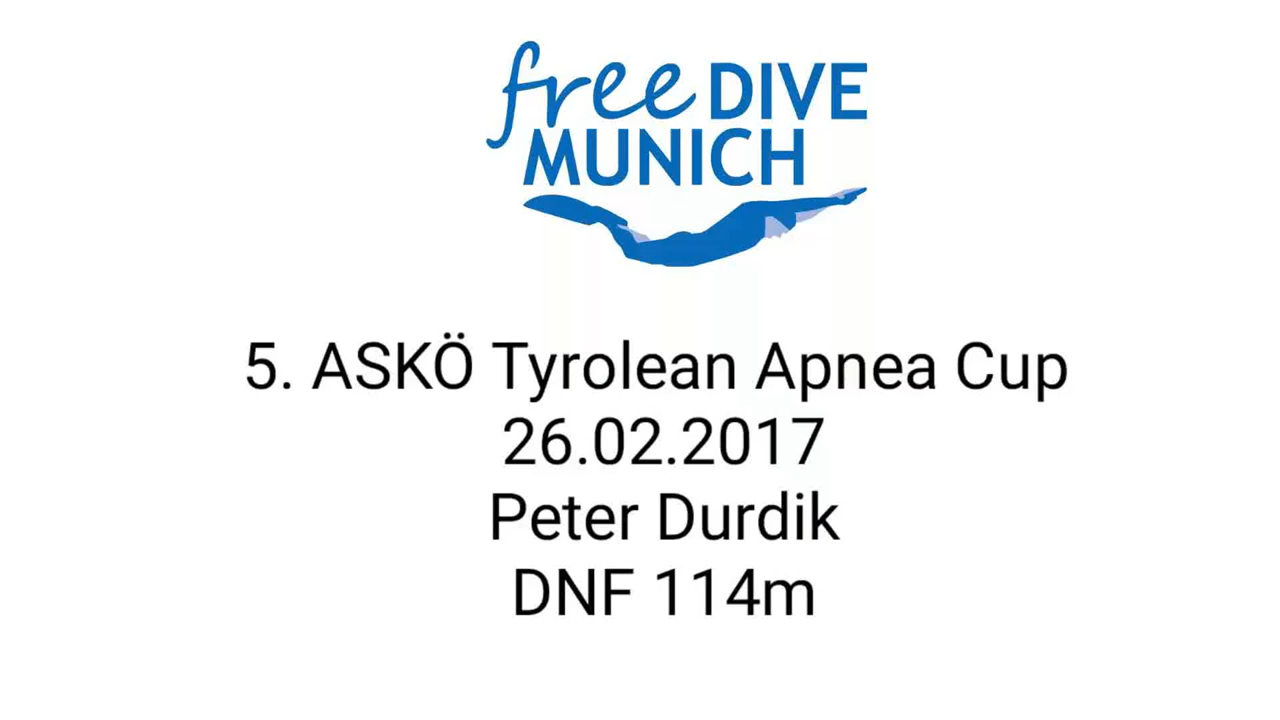 free DIVE
MUNICH
5. ASKÖ Tyrolean Apnea Cup
26.02.2017
Peter Durdik
DNF 114m